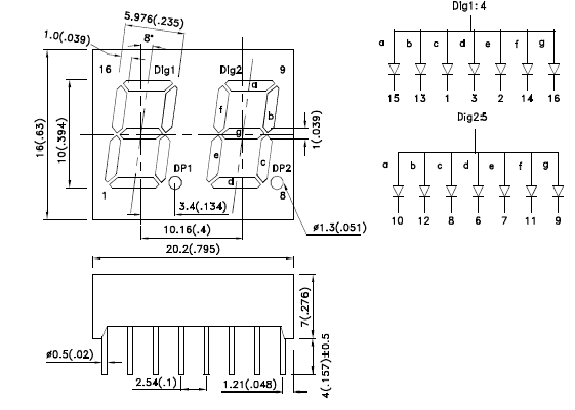 5.976(.235)
1.0(.039)
8°
16 Dig1 Dig2 9
a
f
b
g
e
c
d
DP1 DP2
1 8
16(.63)
10(.394)
1(.039)
3.4(.134)
10.16(.4)
ø1.3(.051)
20.2(.795)
7(.276)
ø0.5(.02)
2.54(.1)
1.21(.048)
4(.157)±0.5
Dig1:4
a b c d e f g
15 13 1 3 2 14 16
Dig2:5
a b c d e f g
10 12 8 6 7 11 9